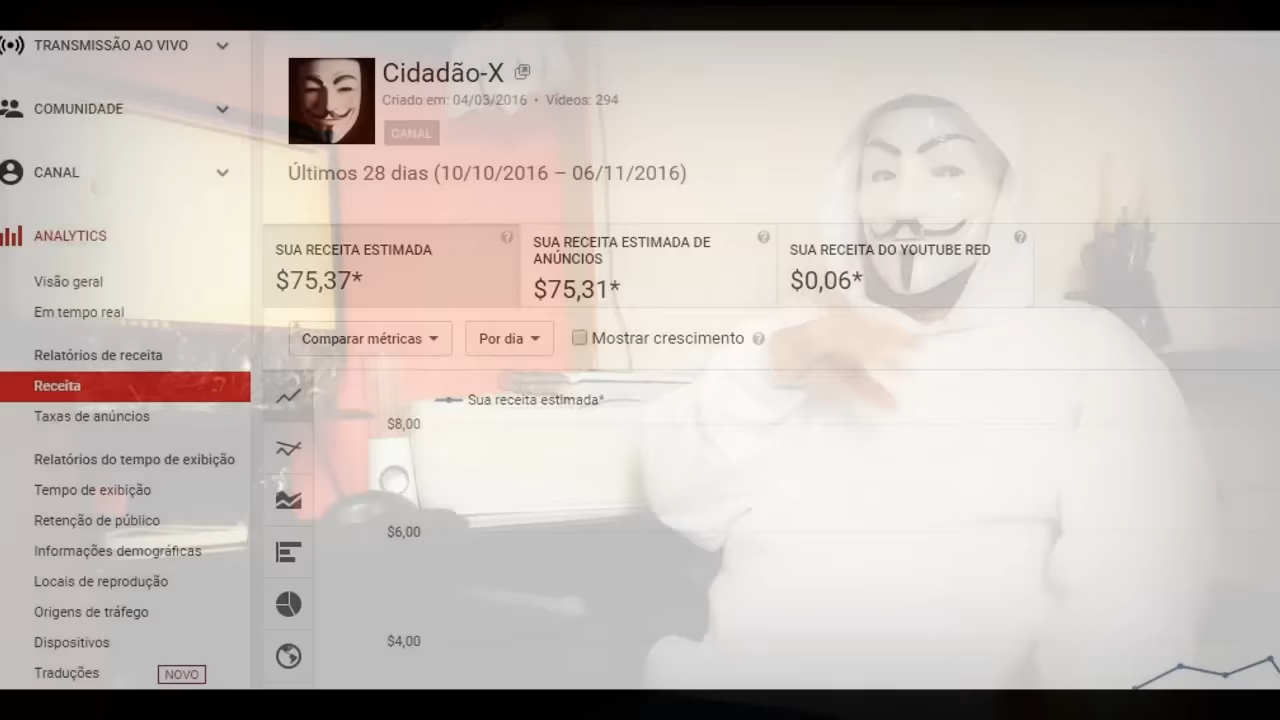 TRANSMISSÃO AO VIVO
COMUNIDADE
CANAL
ANALYTICS
Visão geral
Em tempo real
Relatórios de receita
Receita
Taxas de anúncios
Relatórios do tempo de exibição
Tempo de exibição
Retenção de público
Informações demográficas
Locais de reprodução
Origens de tráfego
Dispositivos
Traduções NOVO
Cidadão-X
Criado em: 04/03/2016 • Vídeos: 294
CANAL
Últimos 28 dias (10/10/2016 – 06/11/2016)
SUA RECEITA ESTIMADA
$75,37*
SUA RECEITA ESTIMADA DE
ANÚNCIOS
$75,31*
SUA RECEITA DO YOUTUBE RED
$0,06*
Comparar métricas Por dia Mostrar crescimento
Sua receita estimada*
$8,00
$6,00
$4,00